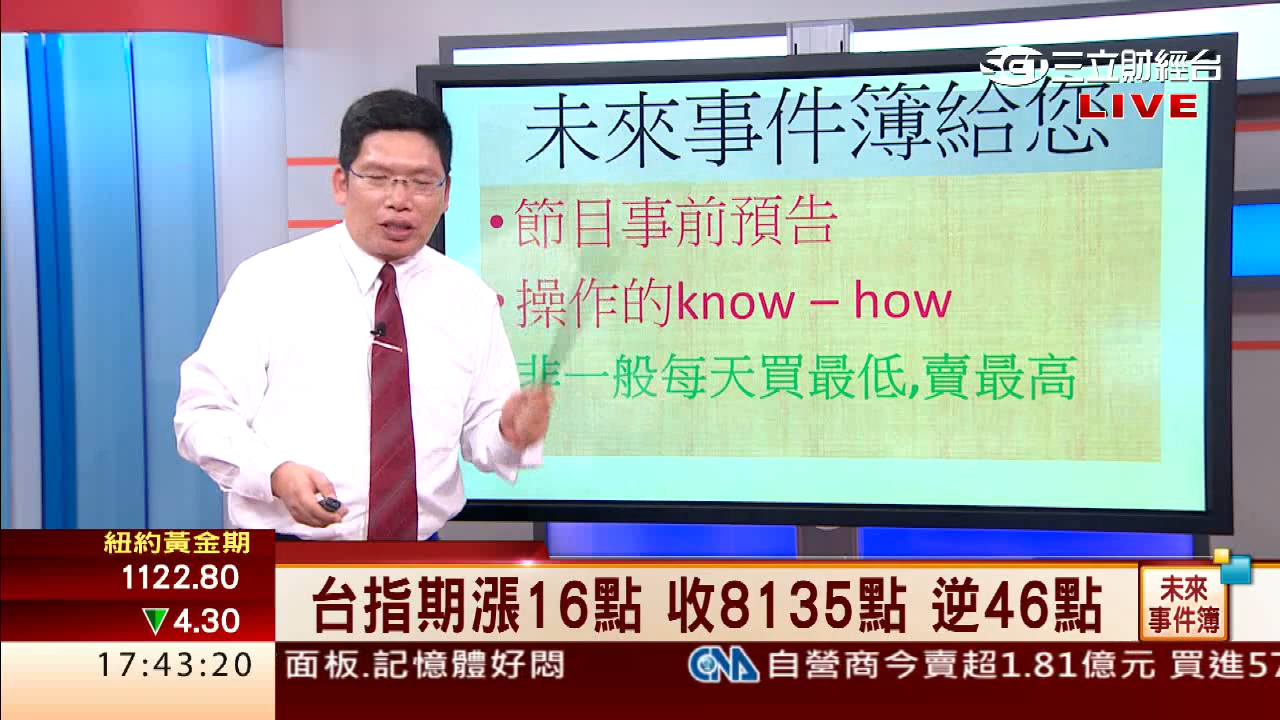 SET 三立財經台
LIVE
未來事件簿給您
•節目事前預告
•操作的know – how
非一般每天買最低,賣最高
紐約黃金期
1122.80
▼4.30
17:43:20
台指期漲16點 收8135點 逆46點
未來
事件簿
面板.記憶體好悶 CNA 自營商今賣超1.81億元 買進57